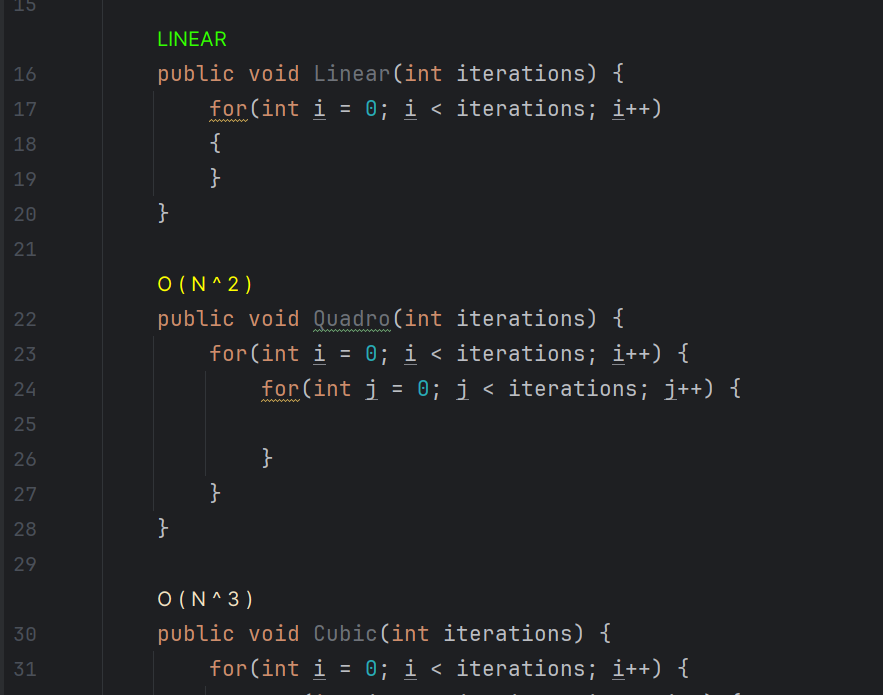 15
LINEAR
16 public void Linear(int iterations) {
17 for(int i = 0; i < iterations; i++)
18 {
19 }
20 }
21
O ( N ^ 2 )
22 public void Quadro(int iterations) {
23 for(int i = 0; i < iterations; i++) {
24 for(int j = 0; j < iterations; j++) {
25
26 }
27 }
28 }
29
O ( N ^ 3 )
30 public void Cubic(int iterations) {
31 for(int i = 0; i < iterations; i++) {